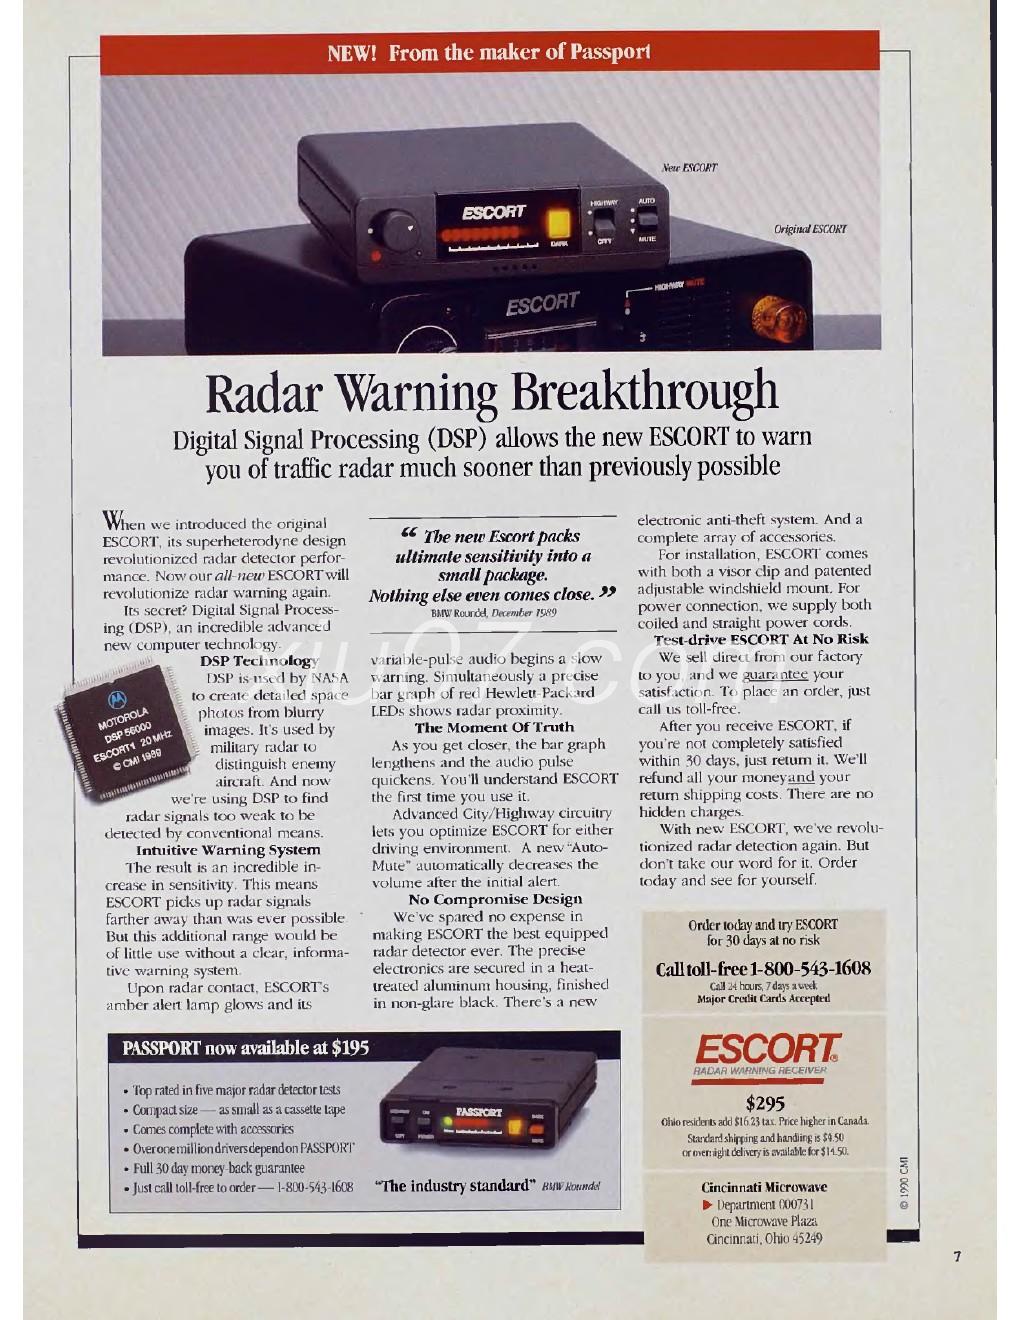 NEW! From the maker of Passport
New ESCORT
Original ESCORT
ESCORT
DARK
HIGHWAY
CITY
AUTO
MUTE
ESCORT
HIGHWAY MUTE
Radar Warning Breakthrough
Digital Signal Processing (DSP) allows the new ESCORT to warn
you of traffic radar much sooner than previously possible
When we introduced the original
ESCORT, its superheterodyne design
revolutionized radar detector perfor-
mance. Now our all-new ESCORT will
revolutionize radar warning again.
Its secret? Digital Signal Process-
ing (DSP), an incredible advanced
new computer technology.
DSP Technology
DSP is used by NASA
to create detailed space
photos from blurry
images. It's used by
military radar to
distinguish enemy
aircraft. And now
we're using DSP to find
radar signals too weak to be
detected by conventional means.
MOTOROLA
DSP 56000
ESCORT1 20 MHz
© CMI 1989
Intuitive Warning System
The result is an incredible in-
crease in sensitivity. This means
ESCORT picks up radar signals
farther away than was ever possible.
But this additional range would be
of little use without a clear, informa-
tive warning system.
Upon radar contact, ESCORT's
amber alert lamp glows and its
“ The new Escort packs
ultimate sensitivity into a
small package.
Nothing else even comes close. ”
BMW Roundel, December 1989
variable-pulse audio begins a slow
warning. Simultaneously a precise
bar graph of red Hewlett-Packard
LEDs shows radar proximity.
The Moment Of Truth
As you get closer, the bar graph
lengthens and the audio pulse
quickens. You'll understand ESCORT
the first time you use it.
Advanced City/Highway circuitry
lets you optimize ESCORT for either
driving environment. A new “Auto-
Mute” automatically decreases the
volume after the initial alert.
No Compromise Design
We've spared no expense in
making ESCORT the best equipped
radar detector ever. The precise
electronics are secured in a heat-
treated aluminum housing, finished
in non-glare black. There's a new
electronic anti-theft system. And a
complete array of accessories.
For installation, ESCORT comes
with both a visor clip and patented
adjustable windshield mount. For
power connection, we supply both
coiled and straight power cords.
Test-drive ESCORT At No Risk
We sell direct from our factory
to you, and we guarantee your
satisfaction. To place an order, just
call us toll-free.
After you receive ESCORT, if
you're not completely satisfied
within 30 days, just return it. We'll
refund all your money and your
return shipping costs. There are no
hidden charges.
With new ESCORT, we've revolu-
tionized radar detection again. But
don't take our word for it. Order
today and see for yourself.
Order today and try ESCORT
for 30 days at no risk
Call toll-free 1-800-543-1608
Call 24 hours, 7 days a week
Major Credit Cards Accepted
ESCORT®
RADAR WARNING RECEIVER
$295
Ohio residents add $16.23 tax. Price higher in Canada.
Standard shipping and handling is $4.50
or overnight delivery is available for $14.50.
Cincinnati Microwave
Department 000731
One Microwave Plaza
Cincinnati, Ohio 45249
PASSPORT now available at $195
• Top rated in five major radar detector tests
• Compact size — as small as a cassette tape
• Comes complete with accessories
• Over one million drivers depend on PASSPORT
• Full 30 day money-back guarantee
• Just call toll-free to order — 1-800-543-1608
PASSPORT
“The industry standard” BMW Roundel
© 1990 CMI
7